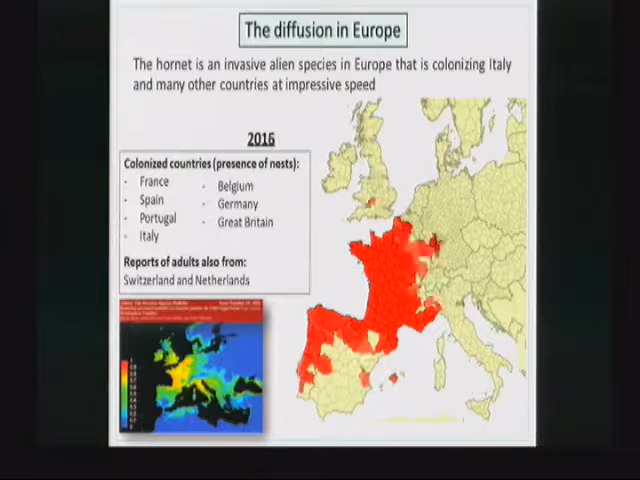 The diffusion in Europe
The hornet is an invasive alien species in Europe that is colonizing Italy
and many other countries at impressive speed
2016
Colonized countries (presence of nests):
- France
- Spain
- Portugal
- Italy
- Belgium
- Germany
- Great Britain
Reports of adults also from:
Switzerland and Netherlands